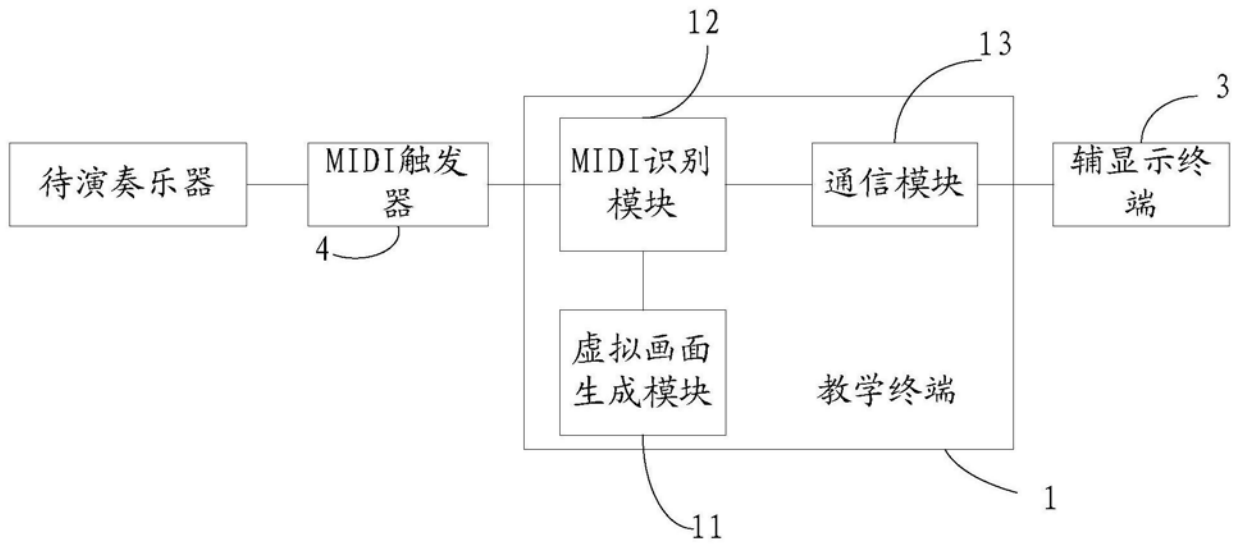 12
13
3
待演奏乐器
MIDI触发
器
4
MIDI识别
模块
通信模块
辅显示终
端
虚拟画面
生成模块
教学终端
11
1